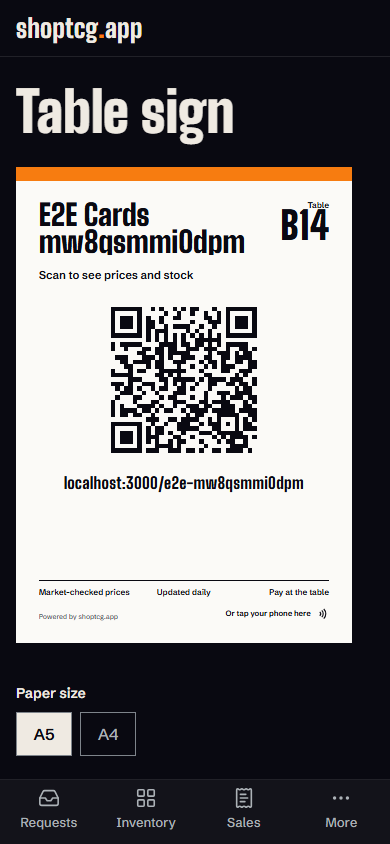 shoptcg.app
Table sign
E2E Cards
mw8qsmmi0dpm
Table
B14
Scan to see prices and stock
localhost:3000/e2e-mw8qsmmi0dpm
Market-checked prices
Updated daily
Pay at the table
Powered by shoptcg.app
Or tap your phone here
Paper size
A5
A4
Requests
Inventory
Sales
More